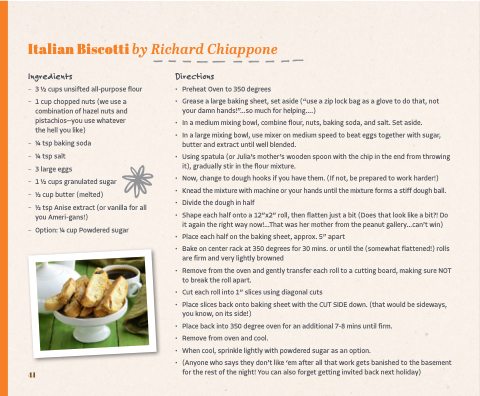 Italian Biscotti by Richard Chiappone
Ingredients
- 3 ½ cups unsifted all-purpose flour
- 1 cup chopped nuts (we use a
combination of hazel nuts and
pistachios—you use whatever
the hell you like)
- ¼ tsp baking soda
- ¼ tsp salt
- 3 large eggs
- 1 ½ cups granulated sugar
- ½ cup butter (melted)
- ½ tsp Anise extract (or vanilla for all
you Ameri-gans!)
- Option: ¼ cup Powdered sugar
Directions
• Preheat Oven to 350 degrees
• Grease a large baking sheet, set aside ("use a zip lock bag as a glove to do that, not
your damn hands!"...so much for helping....)
• In a medium mixing bowl, combine flour, nuts, baking soda, and salt. Set aside.
• In a large mixing bowl, use mixer on medium speed to beat eggs together with sugar,
butter and extract until well blended.
• Using spatula (or Julia's mother's wooden spoon with the chip in the end from throwing
it), gradually stir in the flour mixture.
• Now, change to dough hooks if you have them. (If not, be prepared to work harder!)
• Knead the mixture with machine or your hands until the mixture forms a stiff dough ball.
• Divide the dough in half
• Shape each half onto a 12"x2" roll, then flatten just a bit (Does that look like a bit?! Do
it again the right way now!...That was her mother from the peanut gallery...can't win)
• Place each half on the baking sheet, approx. 5" apart
• Bake on center rack at 350 degrees for 30 mins. or until the (somewhat flattened!) rolls
are firm and very lightly browned
• Remove from the oven and gently transfer each roll to a cutting board, making sure NOT
to break the roll apart.
• Cut each roll into 1" slices using diagonal cuts
• Place slices back onto baking sheet with the CUT SIDE down. (that would be sideways,
you know, on its side!)
• Place back into 350 degree oven for an additional 7-8 mins until firm.
• Remove from oven and cool.
• When cool, sprinkle lightly with powdered sugar as an option.
• (Anyone who says they don't like 'em after all that work gets banished to the basement
for the rest of the night! You can also forget getting invited back next holiday)
41